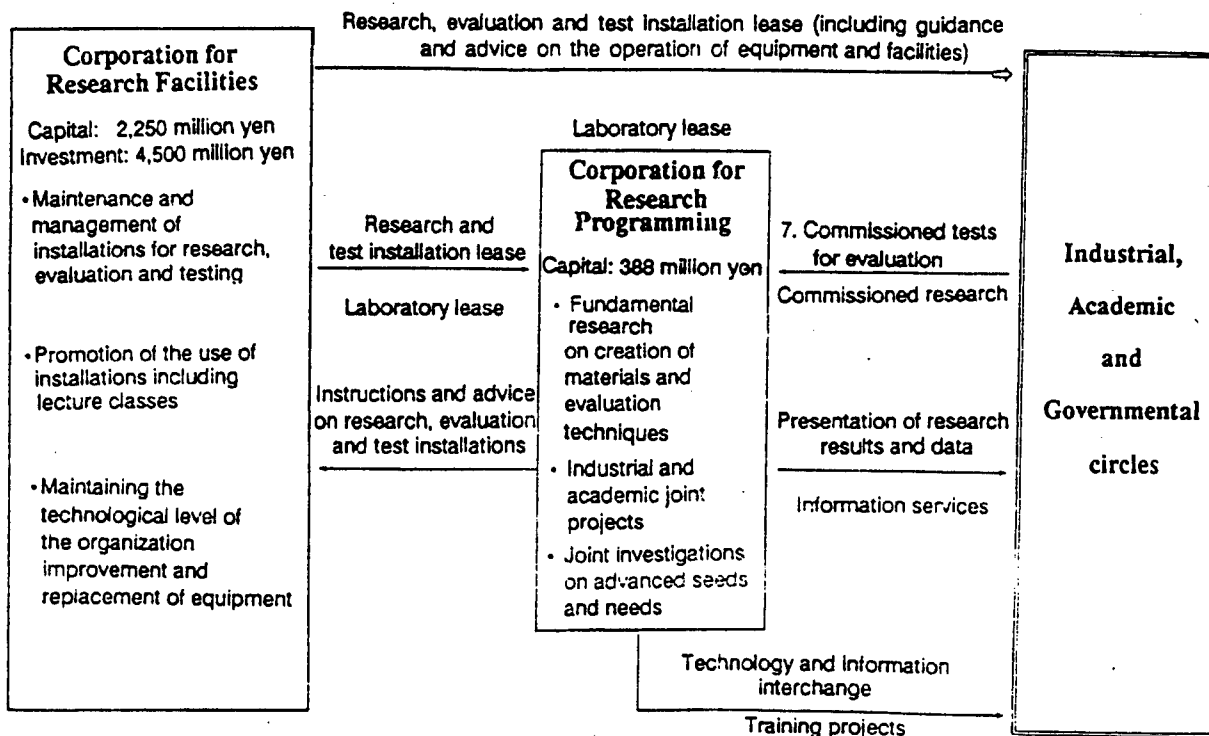 Research, evaluation and test installation lease (including guidance
and advice on the operation of equipment and facilities)
Corporation for
Research Facilities
Capital: 2,250 million yen
Investment: 4,500 million yen
• Maintenance and
management of
installations for research,
evaluation and testing
• Promotion of the use of
installations including
lecture classes
• Maintaining the
technological level of
the organization
improvement and
replacement of equipment
Research and
test installation lease
Laboratory lease
Instructions and advice
on research, evaluation
and test installations
Laboratory lease
Corporation for
Research
Programming
Capital: 388 million yen
• Fundamental
research
on creation of
materials and
evaluation
techniques
• Industrial and
academic joint
projects
• Joint investigations
on advanced seeds
and needs
7. Commissioned tests
for evaluation
Commissioned research
Presentation of research
results and data
Information services
Technology and information
interchange
Training projects
Industrial,
Academic
and
Governmental
circles